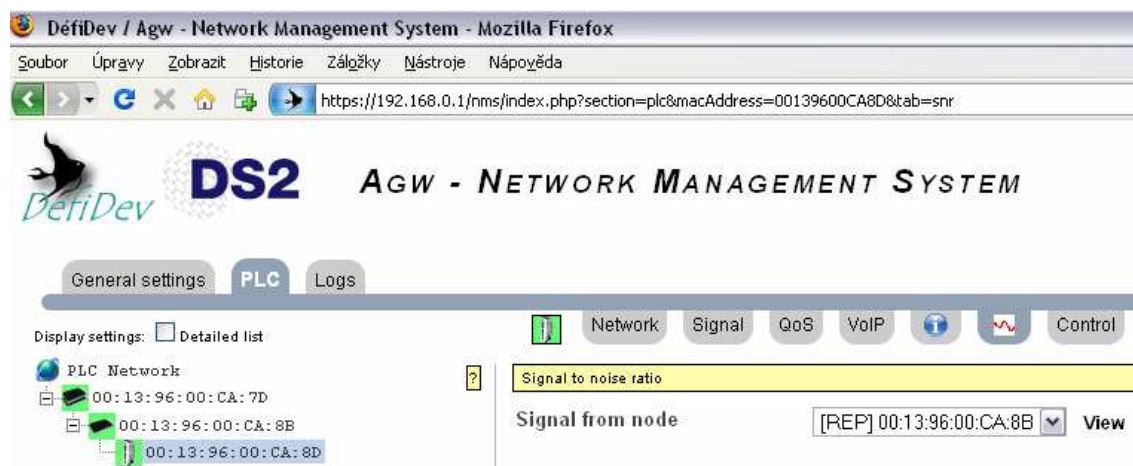 DéfiDev / Agw - Network Management System - Mozilla Firefox
Soubor Úpravy Zobrazit Historie Záložky Nástroje Nápověda
https://192.168.0.1/nms/index.php?section=plc&macAddress=00139600CA8D&tab=snr
DéfiDev DS2 AGW - NETWORK MANAGEMENT SYSTEM
General settings PLC Logs
Network Signal QoS VoIP Control
Display settings: Detailed list
PLC Network
?
Signal to noise ratio
00:13:96:00:CA:7D
00:13:96:00:CA:8B
Signal from node [REP] 00:13:96:00:CA:8B View
00:13:96:00:CA:8D